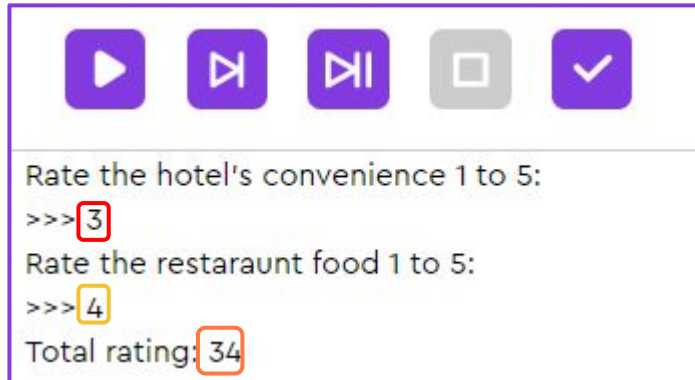 Rate the hotel's convenience 1 to 5:
>>> 3
Rate the restaraunt food 1 to 5:
>>> 4
Total rating: 34